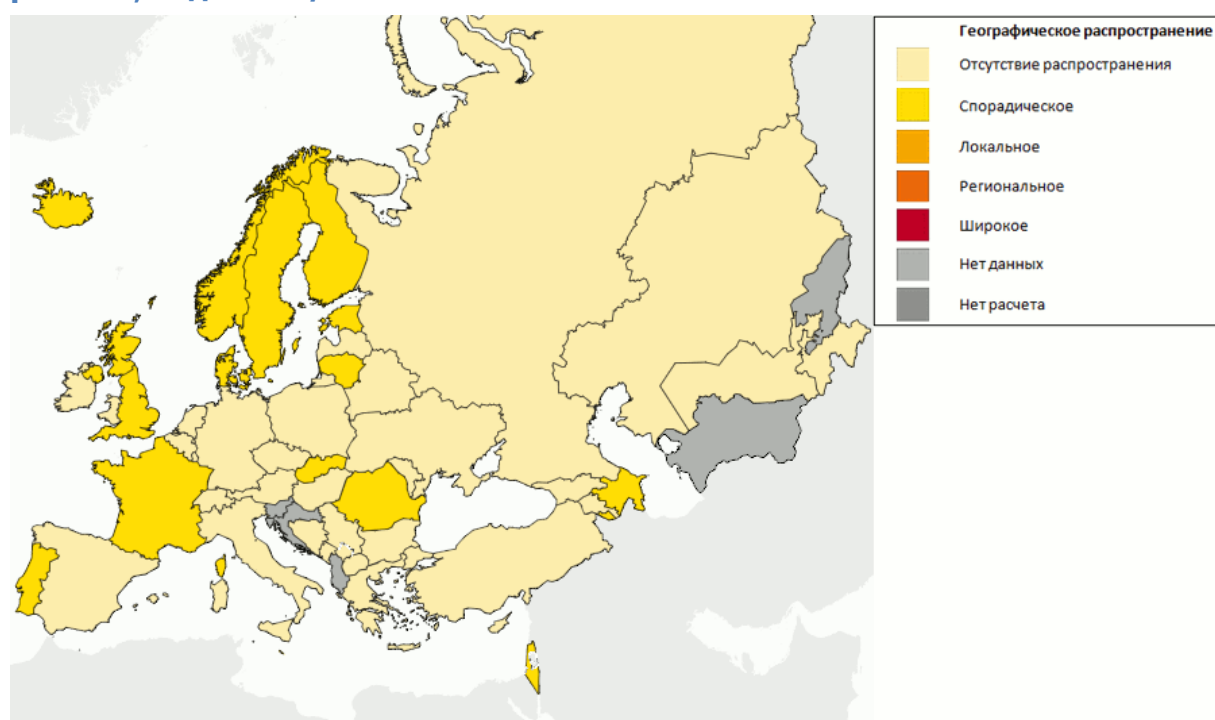 Географическое распространение
Отсутствие распространения
Спорадическое
Локальное
Региональное
Широкое
Нет данных
Нет расчета